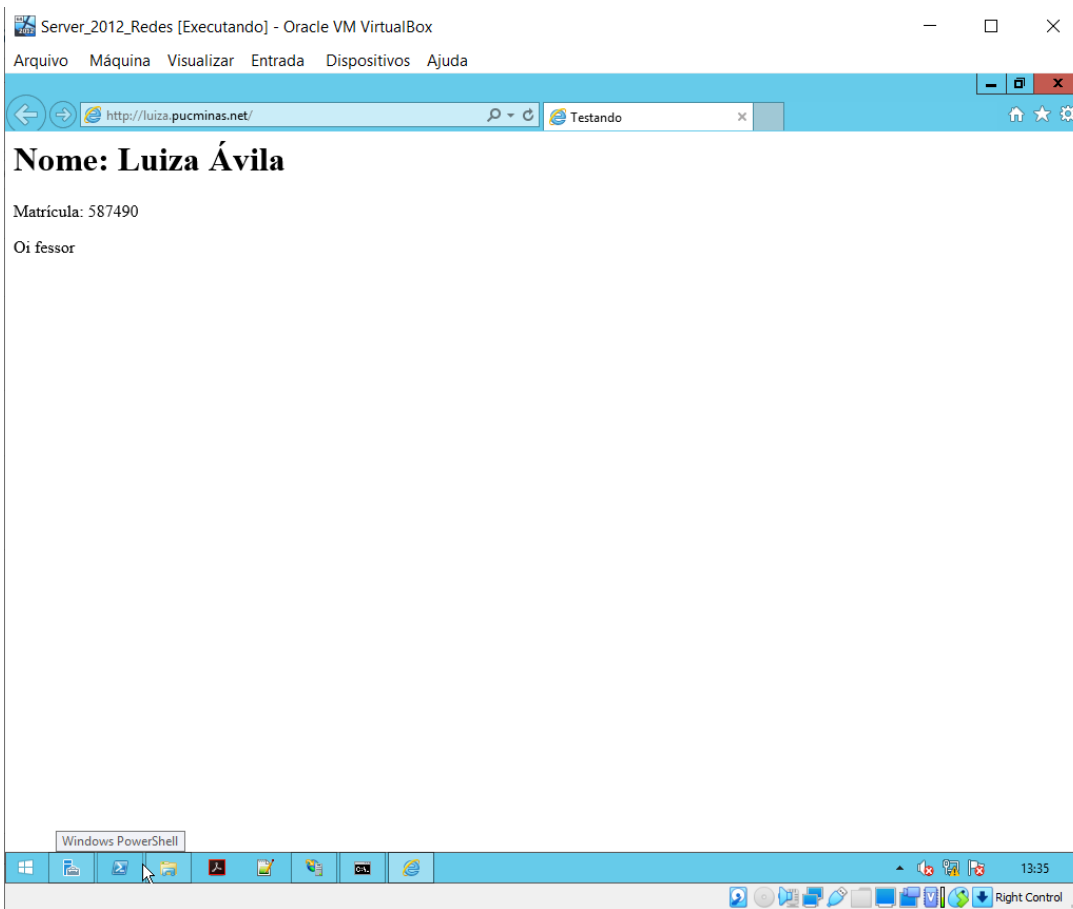 Server_2012_Redes [Executando] - Oracle VM VirtualBox
Arquivo Máquina Visualizar Entrada Dispositivos Ajuda
http://luiza.pucminas.net/
Testando
Nome: Luiza Ávila
Matrícula: 587490
Oi fessor
Windows PowerShell
13:35
Right Control